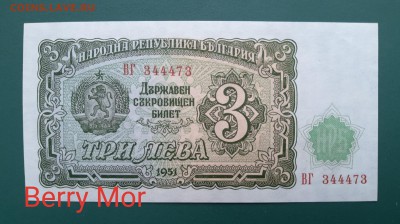 НАРОДНА РЕПУБЛИКА БЪЛГАРИЯ
ВГ 344473
ДЪРЖАВЕН
СЪКРОВИЩЕН
БИЛЕТ
3
ТРИ ЛЕВА
1951
ВГ 344473
Berry Mor